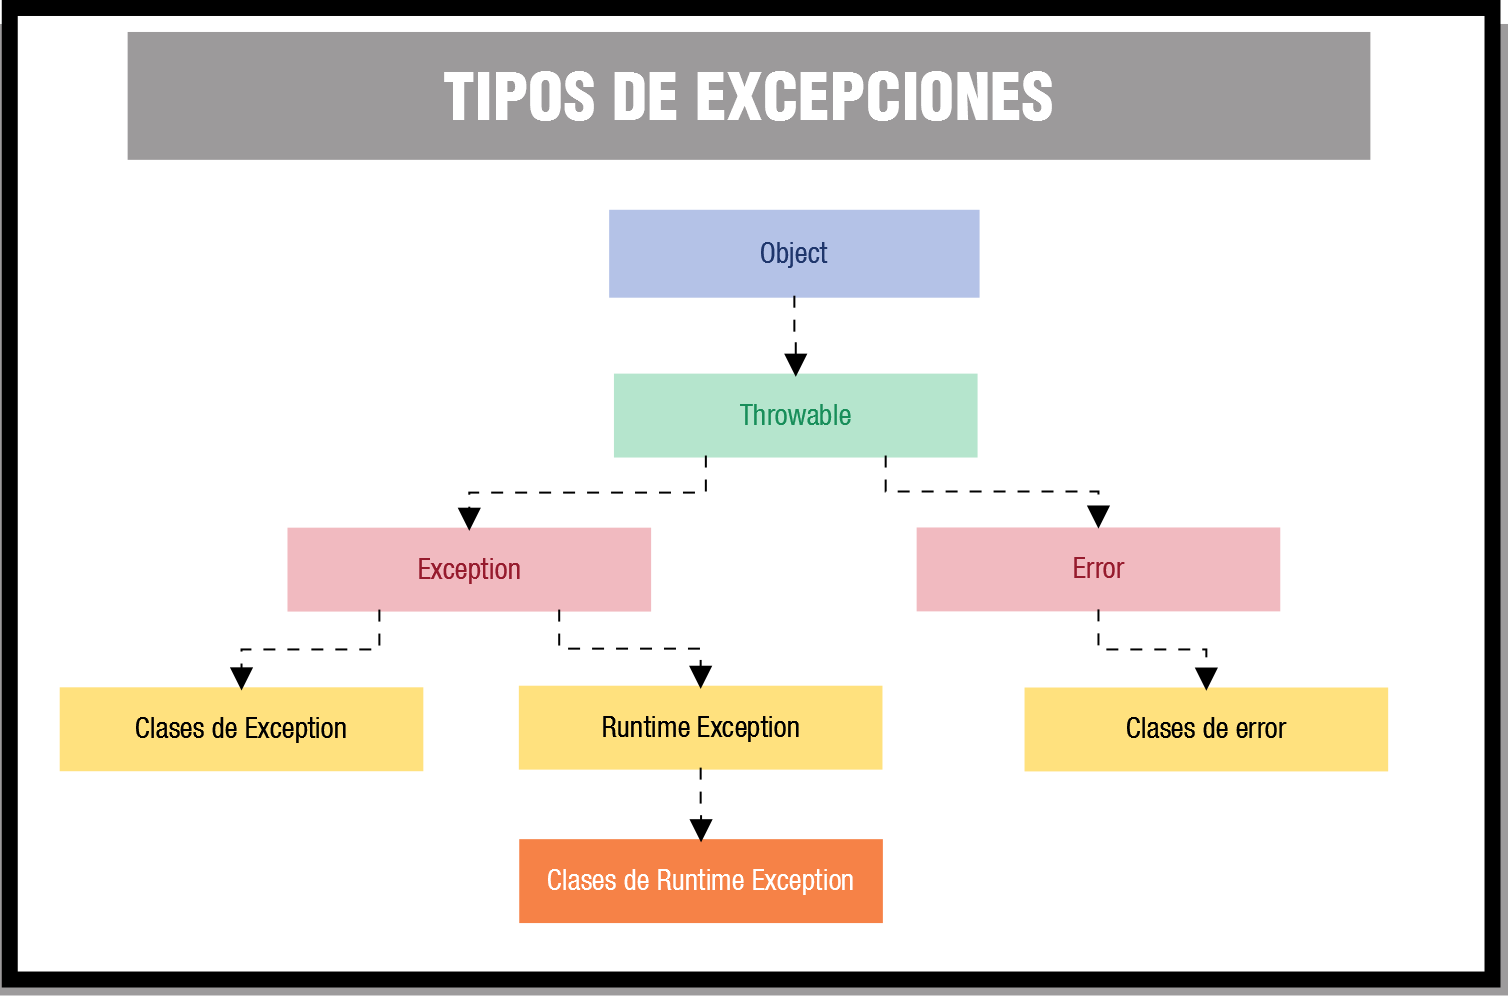 TIPOS DE EXCEPCIONES
Object
Throwable
Exception
Error
Clases de Exception
Runtime Exception
Clases de error
Clases de Runtime Exception